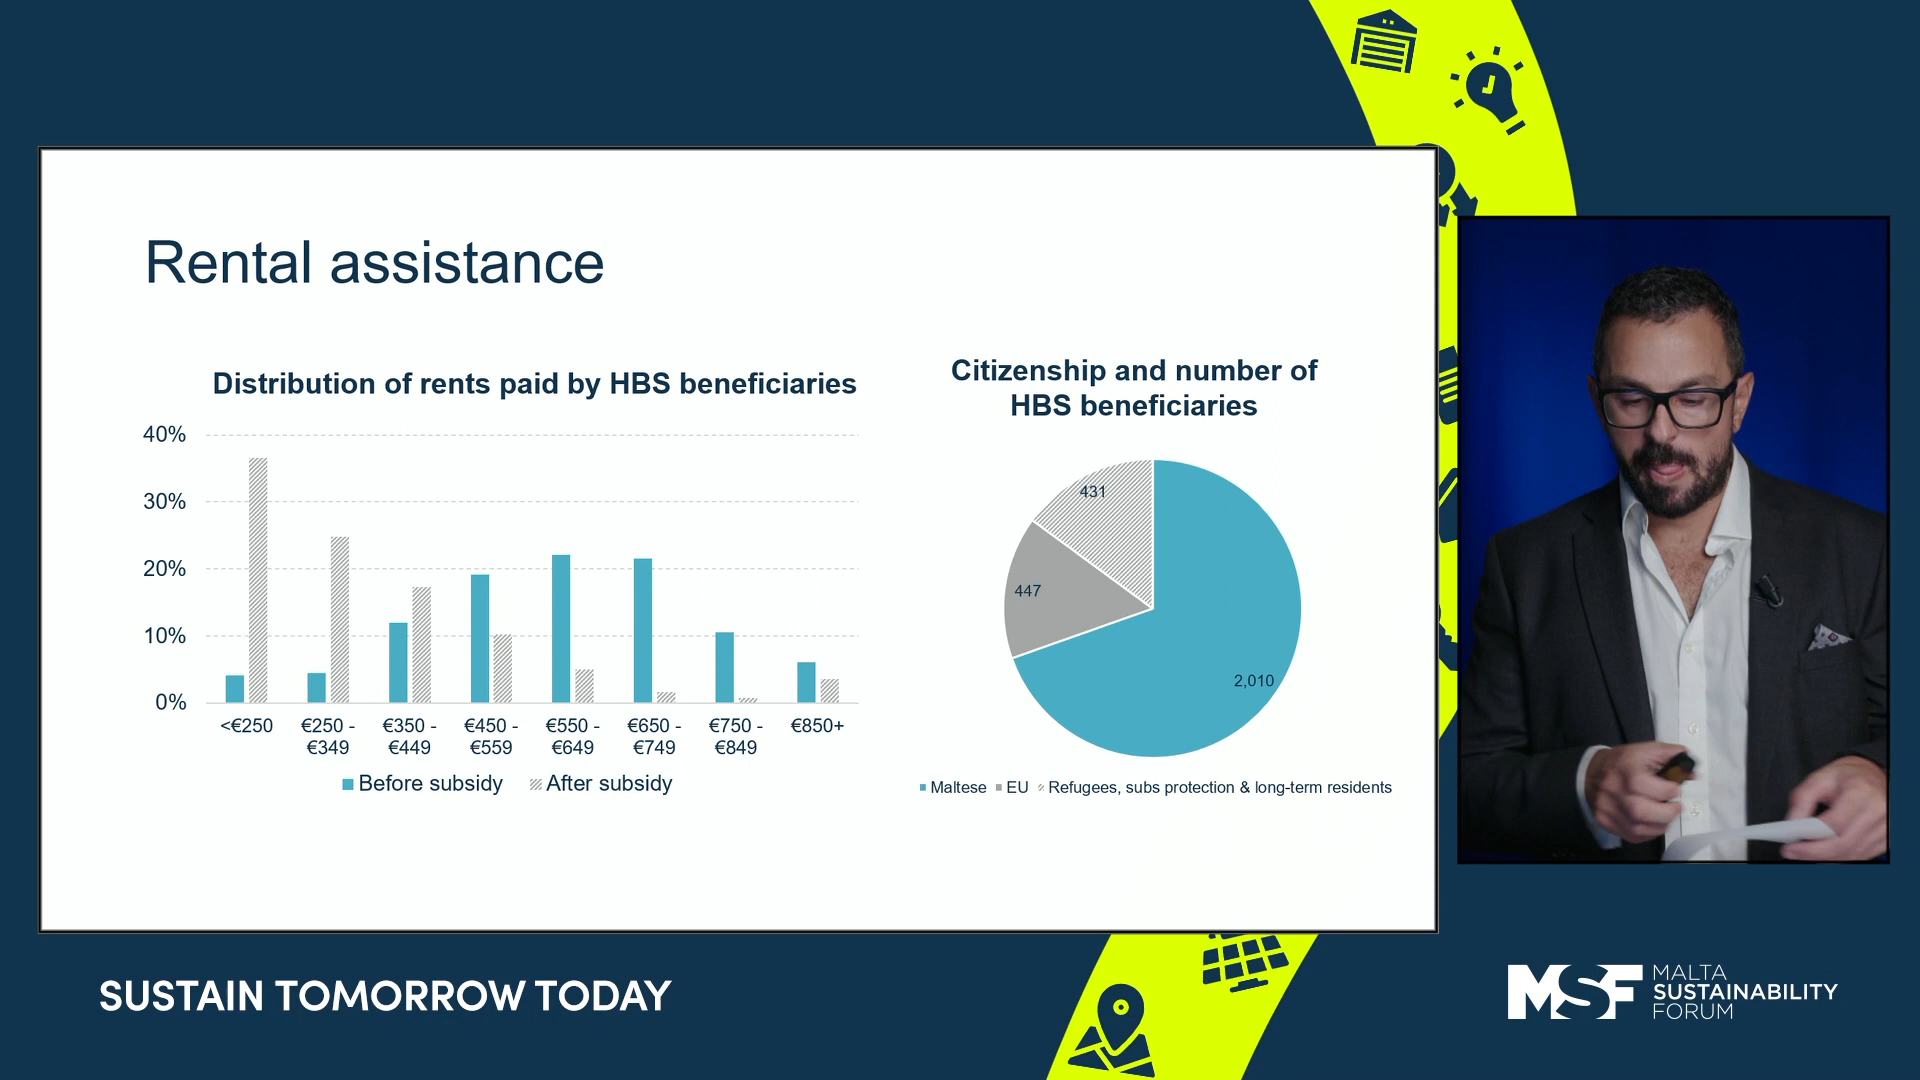 Rental assistance
Distribution of rents paid by HBS beneficiaries
40%
30%
20%
10%
0%
<€250
€250 -
€349
€350 -
€449
€450 -
€559
€550 -
€649
€650 -
€749
€750 -
€849
€850+
Before subsidy
After subsidy
Citizenship and number of
HBS beneficiaries
431
447
2,010
Maltese
EU
Refugees, subs protection & long-term residents
SUSTAIN TOMORROW TODAY
MSF
MALTA
SUSTAINABILITY
FORUM